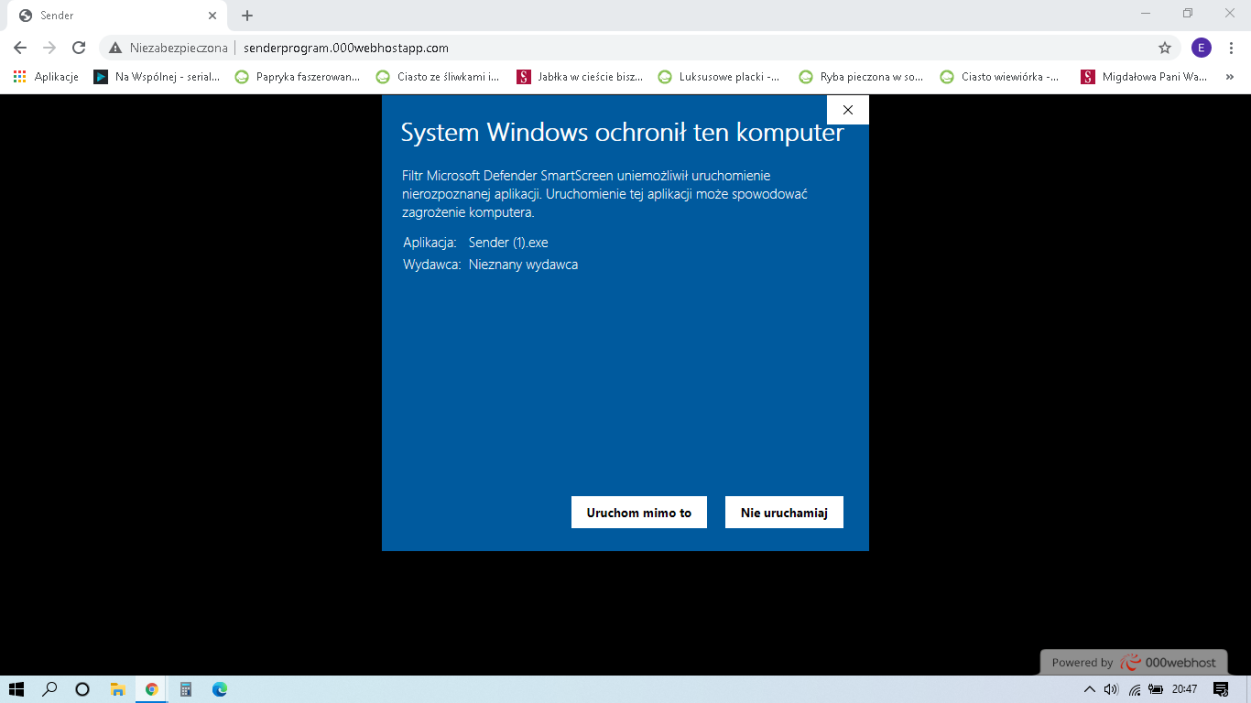 Sender
Niezabezpieczona
senderprogram.000webhostapp.com
E
Aplikacje
Na Wspólnej - serial...
Papryka faszerowan...
Ciasto ze śliwkami i...
S
Jabłka w cieście bisz...
Luksusowe placki -...
Ryba pieczona w so...
Ciasto wiewiórka -...
S
Migdałowa Pani Wa...
System Windows ochronił ten komputer
Filtr Microsoft Defender SmartScreen uniemożliwił uruchomienie
nierozpoznanej aplikacji. Uruchomienie tej aplikacji może spowodować
zagrożenie komputera.
Aplikacja: Sender (1).exe
Wydawca: Nieznany wydawca
Uruchom mimo to
Nie uruchamiaj
Powered by 000webhost
20:47